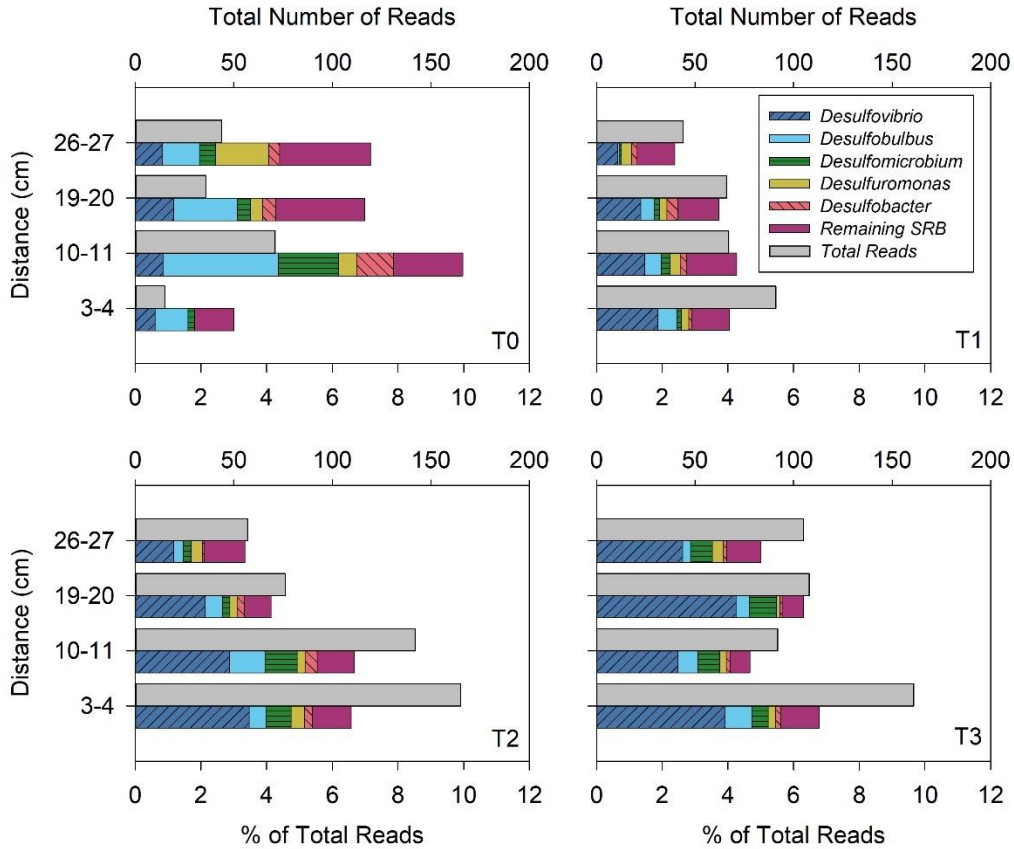 Total Number of Reads Total Number of Reads
0 50 100 150 200 0 50 100 150 200
Desulfovibrio
Desulfobulbus
Desulfomicrobium
Desulfuromonas
Desulfobacter
Remaining SRB
Total Reads
Distance (cm)
26-27
19-20
10-11
3-4
T0 T1
0 2 4 6 8 10 12 0 2 4 6 8 10 12
0 50 100 150 200 0 50 100 150 200
Distance (cm)
26-27
19-20
10-11
3-4
T2 T3
0 2 4 6 8 10 12 0 2 4 6 8 10 12
% of Total Reads % of Total Reads